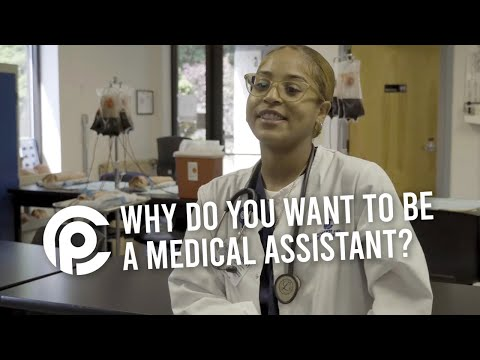 WHY DO YOU WANT TO BE
A MEDICAL ASSISTANT?